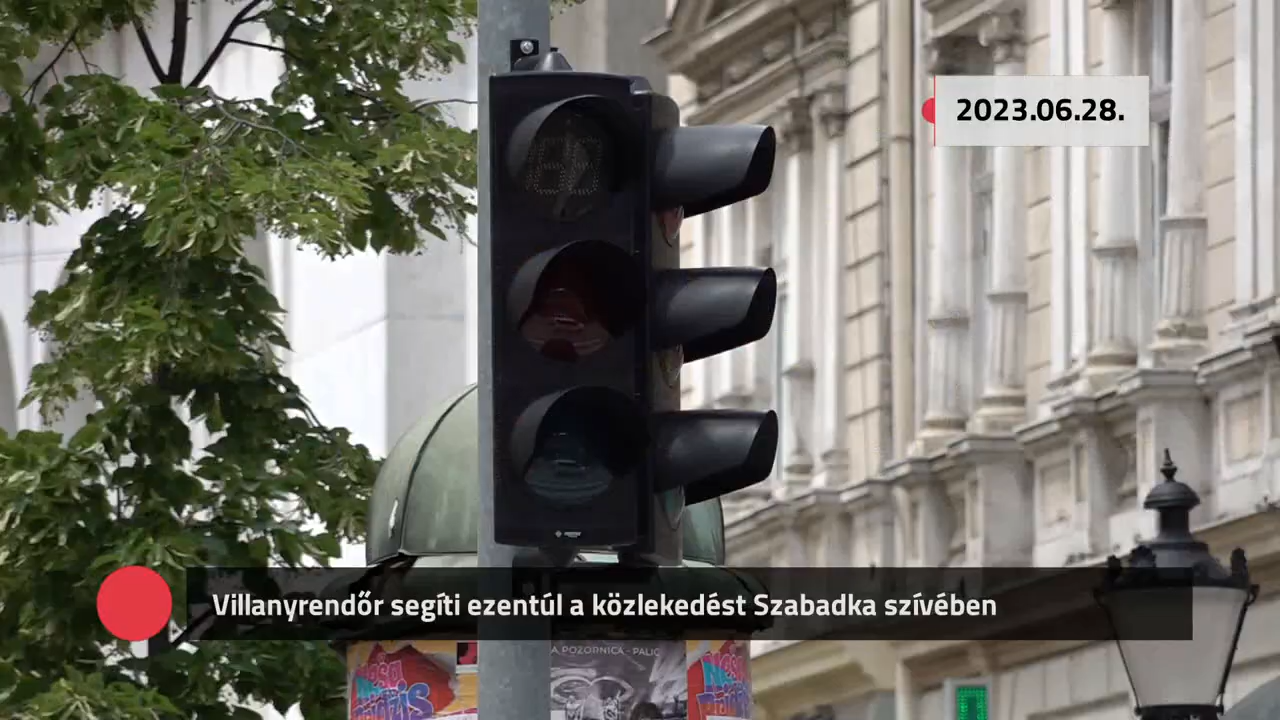 2023.06.28.
Villanyrendőr segíti ezentúl a közlekedést Szabadka szívében
A POZORNICA - PALIĆ